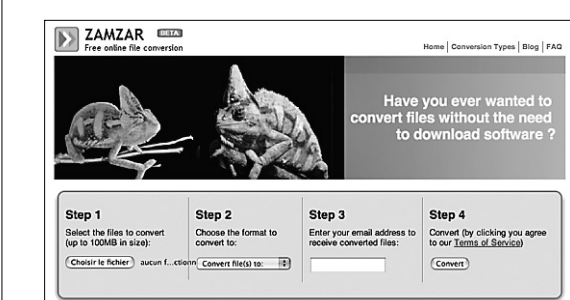 ZAMZAR BETA
Free online file conversion
Home | Conversion Types | Blog | FAQ
Have you ever wanted to
convert files without the need
to download software ?
Step 1
Select the files to convert
(up to 100MB in size):
Choisir le fichier aucun f...ctionn
Step 2
Choose the format to
convert to:
Convert file(s) to:
Step 3
Enter your email address to
receive converted files:
Step 4
Convert (by clicking you agree
to our Terms of Service)
Convert